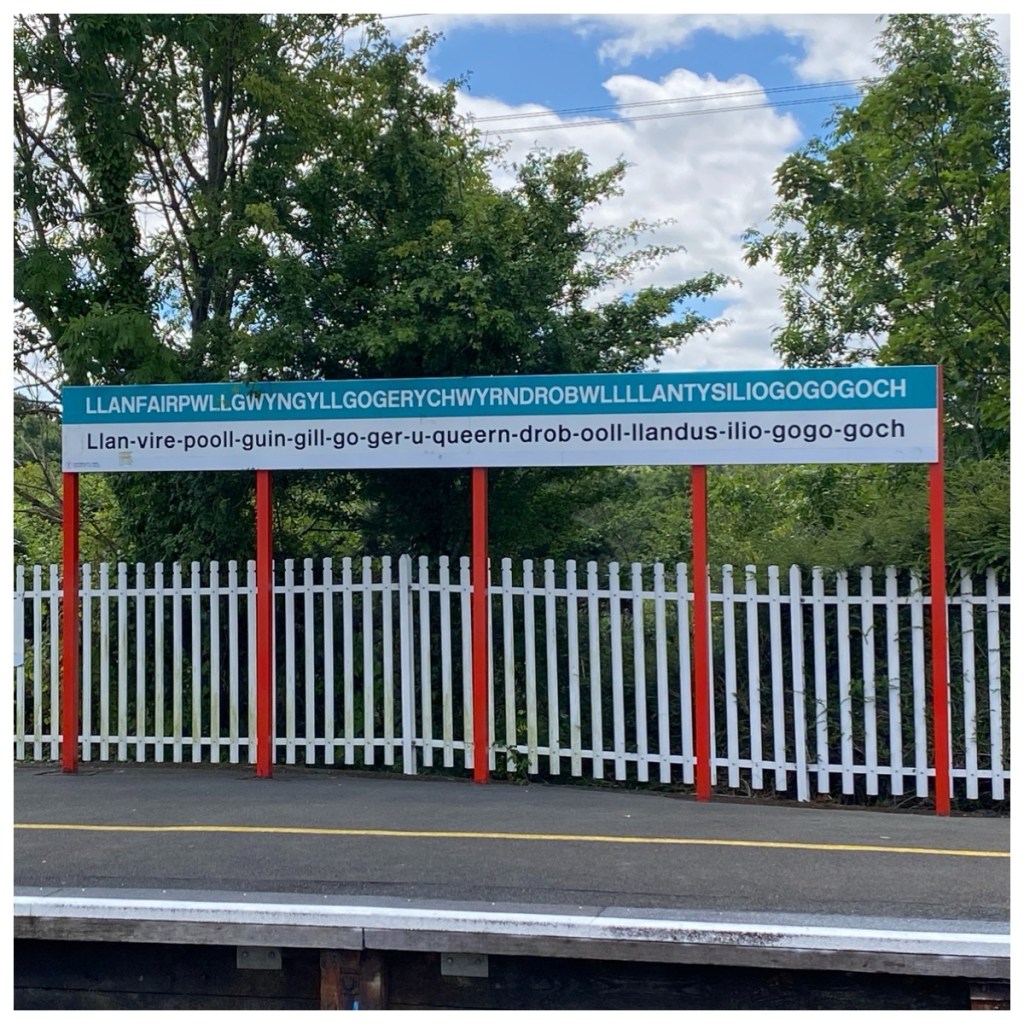 LLANFAIRPWLLGWYNGYLLGOGERYCHWYRNDROBWLLLLANTYSILIOGOGOGOCH
Llan-vire-pooll-guin-gill-go-ger-u-queern-drob-ooll-llandus-ilio-gogo-goch